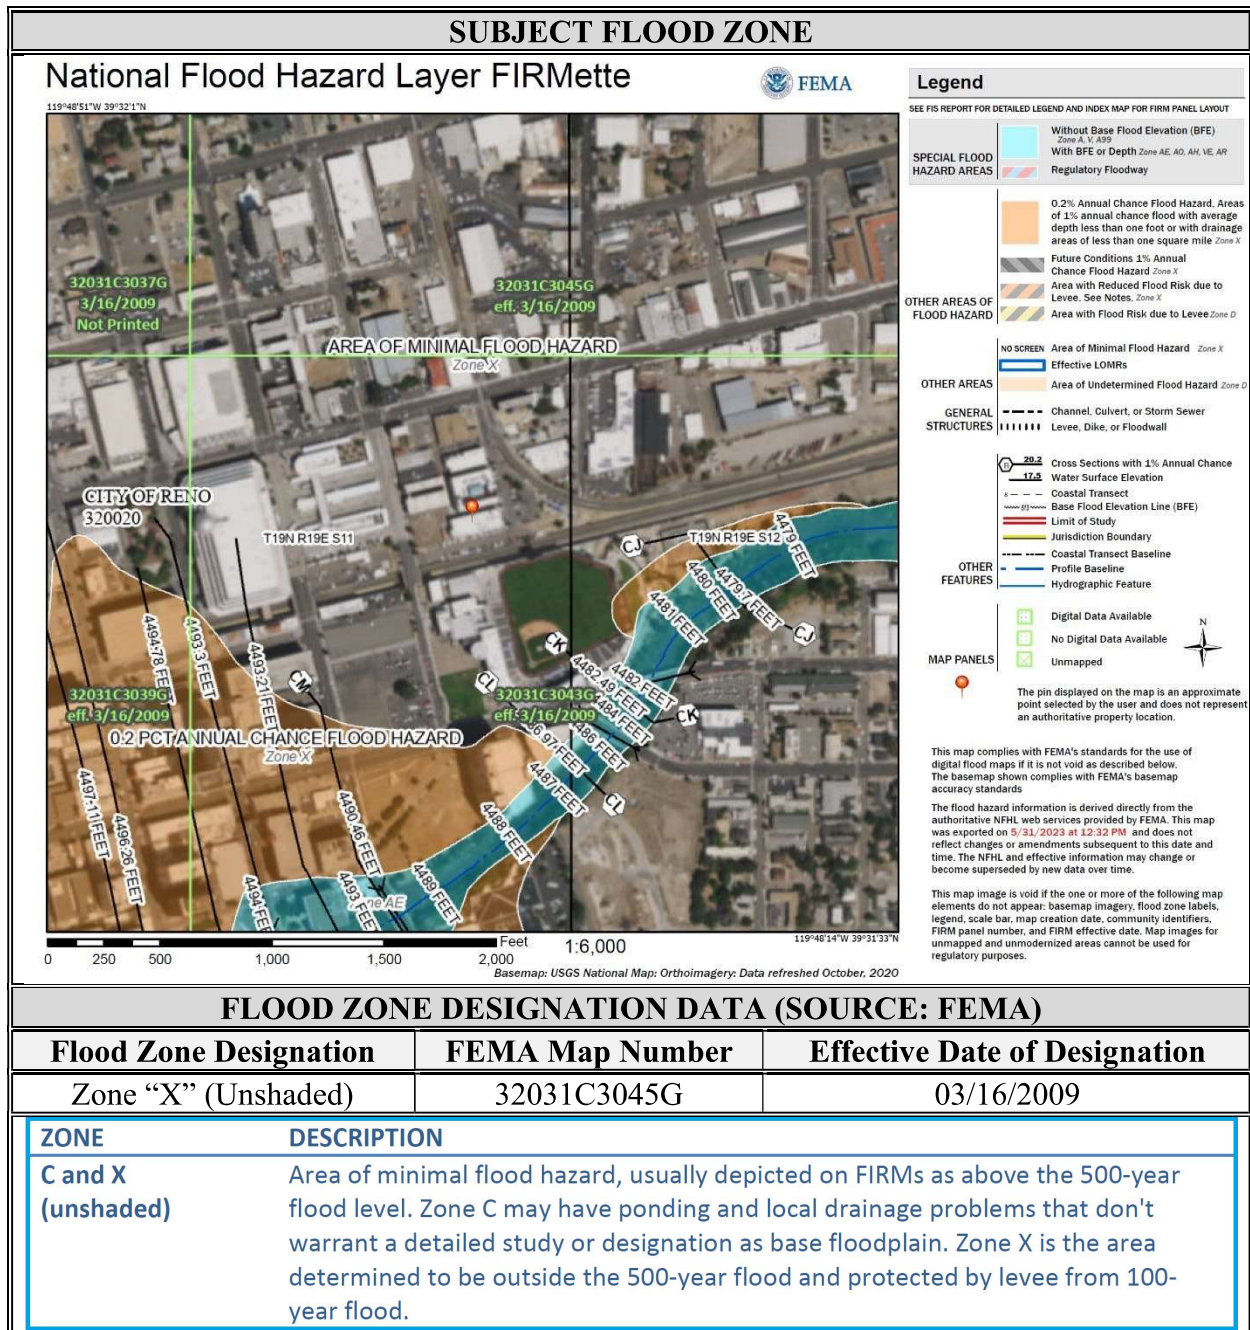 SUBJECT FLOOD ZONE
National Flood Hazard Layer FIRMette
FEMA
119°48'51"W 39°32'1"N
32031C3037G
3/16/2009
Not Printed
32031C3045G
eff. 3/16/2009
AREA OF MINIMAL FLOOD HAZARD
Zone X
CITY OF RENO
320020
T19N R19E S11
T19N R19E S12
CJ
4479 FEET
4480 FEET
4479.7 FEET
CJ
4481 FEET
CK
4482 FEET
4482.49 FEET
4484 FEET
CK
CL
4486 FEET
4487 FEET
CL
4488 FEET
4489 FEET
4494.78 FEET
4493.3 FEET
4493.21 FEET
CM
32031C3039G
eff. 3/16/2009
32031C3043G
eff. 3/16/2009
0.2 PCT ANNUAL CHANCE FLOOD HAZARD
Zone X
4497.11 FEET
4496.26 FEET
4490.46 FEET
4494 FEE
4493 FEE
ne AE
Feet
0 250 500 1,000 1,500 2,000
1:6,000
119°48'14"W 39°31'33"N
Basemap: USGS National Map: Orthoimagery: Data refreshed October, 2020
Legend
SEE FIS REPORT FOR DETAILED LEGEND AND INDEX MAP FOR FIRM PANEL LAYOUT
SPECIAL FLOOD
HAZARD AREAS
Without Base Flood Elevation (BFE)
Zone A, V, A99
With BFE or Depth Zone AE, AO, AH, VE, AR
Regulatory Floodway
OTHER AREAS OF
FLOOD HAZARD
0.2% Annual Chance Flood Hazard, Areas
of 1% annual chance flood with average
depth less than one foot or with drainage
areas of less than one square mile Zone X
Future Conditions 1% Annual
Chance Flood Hazard Zone X
Area with Reduced Flood Risk due to
Levee. See Notes. Zone X
Area with Flood Risk due to Levee Zone D
OTHER AREAS
NO SCREEN Area of Minimal Flood Hazard Zone X
Effective LOMRs
Area of Undetermined Flood Hazard Zone D
GENERAL
STRUCTURES
Channel, Culvert, or Storm Sewer
Levee, Dike, or Floodwall
OTHER
FEATURES
B 20.2 Cross Sections with 1% Annual Chance
17.5 Water Surface Elevation
8 Coastal Transect
Base Flood Elevation Line (BFE)
Limit of Study
Jurisdiction Boundary
Coastal Transect Baseline
Profile Baseline
Hydrographic Feature
MAP PANELS
Digital Data Available
No Digital Data Available
Unmapped
N
The pin displayed on the map is an approximate
point selected by the user and does not represent
an authoritative property location.
This map complies with FEMA's standards for the use of
digital flood maps if it is not void as described below.
The basemap shown complies with FEMA's basemap
accuracy standards
The flood hazard information is derived directly from the
authoritative NFHL web services provided by FEMA. This map
was exported on 5/31/2023 at 12:32 PM and does not
reflect changes or amendments subsequent to this date and
time. The NFHL and effective information may change or
become superseded by new data over time.
This map image is void if the one or more of the following map
elements do not appear: basemap imagery, flood zone labels,
legend, scale bar, map creation date, community identifiers,
FIRM panel number, and FIRM effective date. Map images for
unmapped and unmodernized areas cannot be used for
regulatory purposes.
FLOOD ZONE DESIGNATION DATA (SOURCE: FEMA)
Flood Zone Designation FEMA Map Number Effective Date of Designation
Zone “X” (Unshaded) 32031C3045G 03/16/2009
ZONE DESCRIPTION
C and X
(unshaded)
Area of minimal flood hazard, usually depicted on FIRMs as above the 500-year
flood level. Zone C may have ponding and local drainage problems that don't
warrant a detailed study or designation as base floodplain. Zone X is the area
determined to be outside the 500-year flood and protected by levee from 100-
year flood.